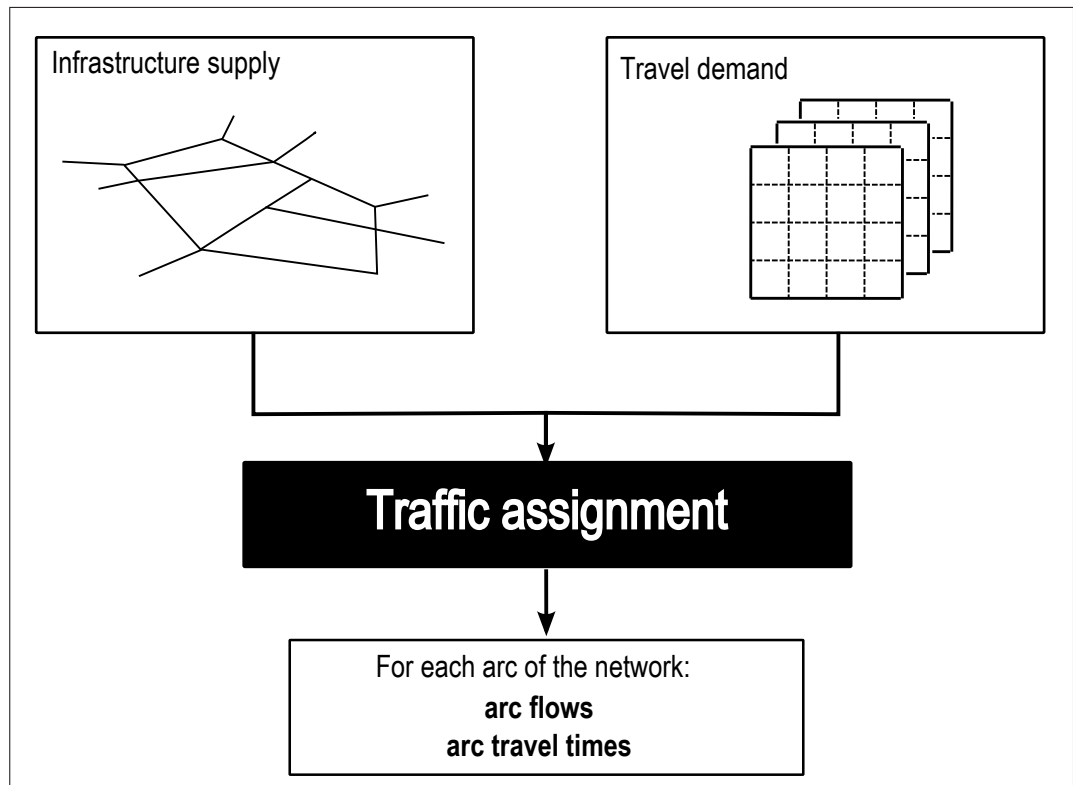 Infrastructure supply
Travel demand
Traffic assignment
For each arc of the network:
arc flows
arc travel times